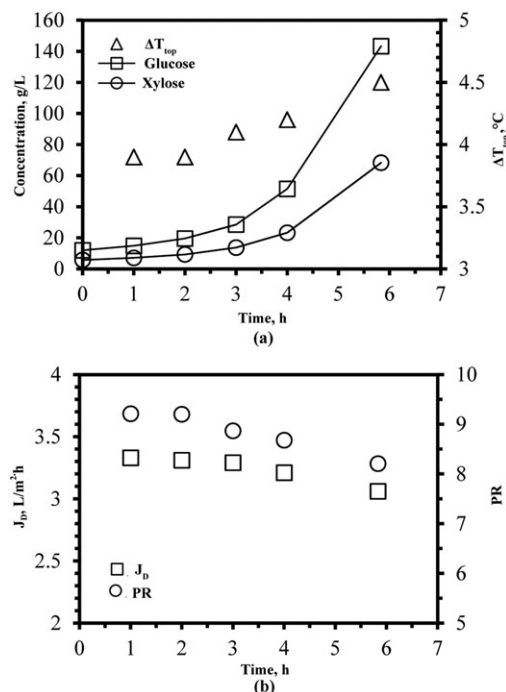 160 5
140
120 4.5
100
80 4
60
40 3.5
20
0 3
ΔT_top
Glucose
Xylose
Concentration, g/L
ΔT_top,°C
0 1 2 3 4 5 6 7
Time, h
(a)
4 10
9
3.5
8
3 7
2.5 6
2 5
J_D
PR
J_D, L/m²·h
PR
0 1 2 3 4 5 6 7
Time, h
(b)